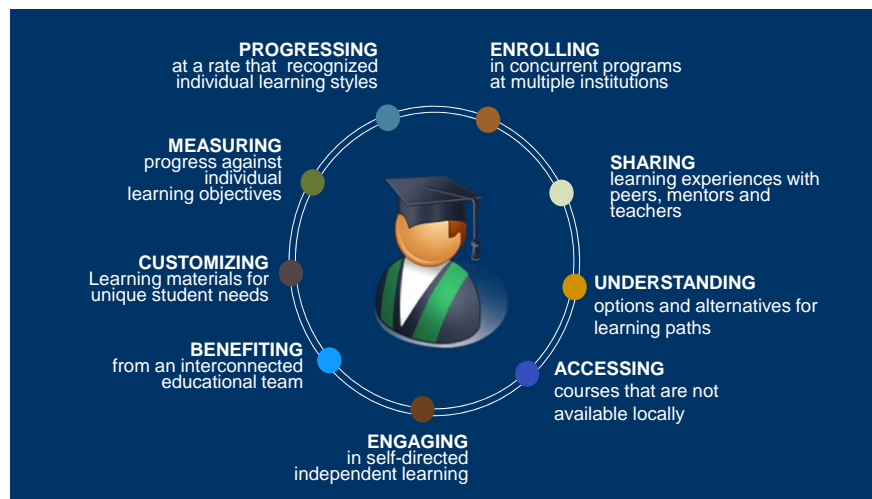 PROGRESSING
at a rate that recognized
individual learning styles
ENROLLING
in concurrent programs
at multiple institutions
MEASURING
progress against
individual
learning objectives
SHARING
learning experiences with
peers, mentors and
teachers
CUSTOMIZING
Learning materials for
unique student needs
UNDERSTANDING
options and alternatives for
learning paths
BENEFITING
from an interconnected
educational team
ACCESSING
courses that are not
available locally
ENGAGING
in self-directed
independent learning